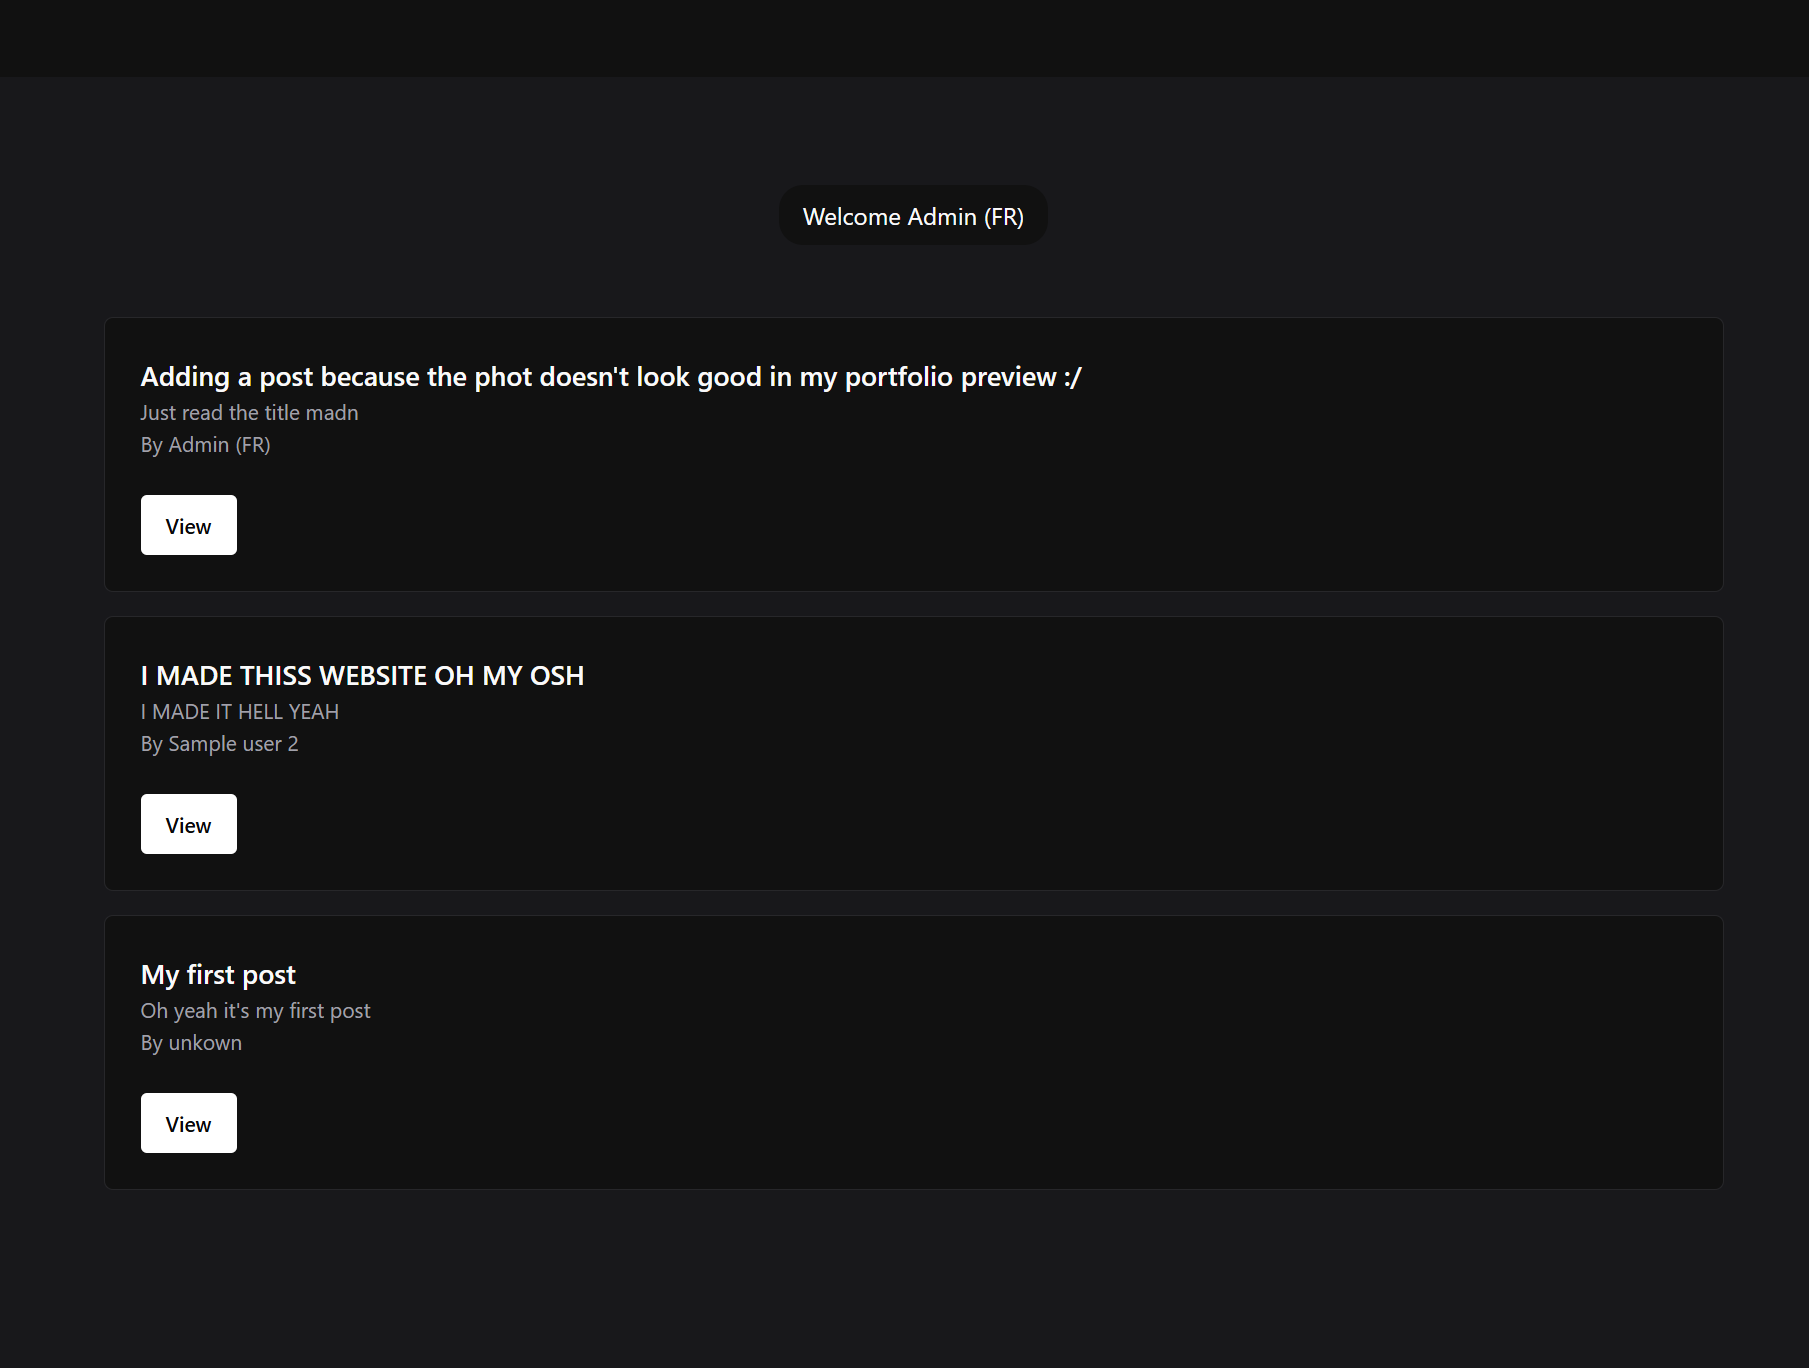 Welcome Admin (FR)
Adding a post because the phot doesn't look good in my portfolio preview :/
Just read the title madn
By Admin (FR)
View
I MADE THISS WEBSITE OH MY OSH
I MADE IT HELL YEAH
By Sample user 2
View
My first post
Oh yeah it's my first post
By unkown
View